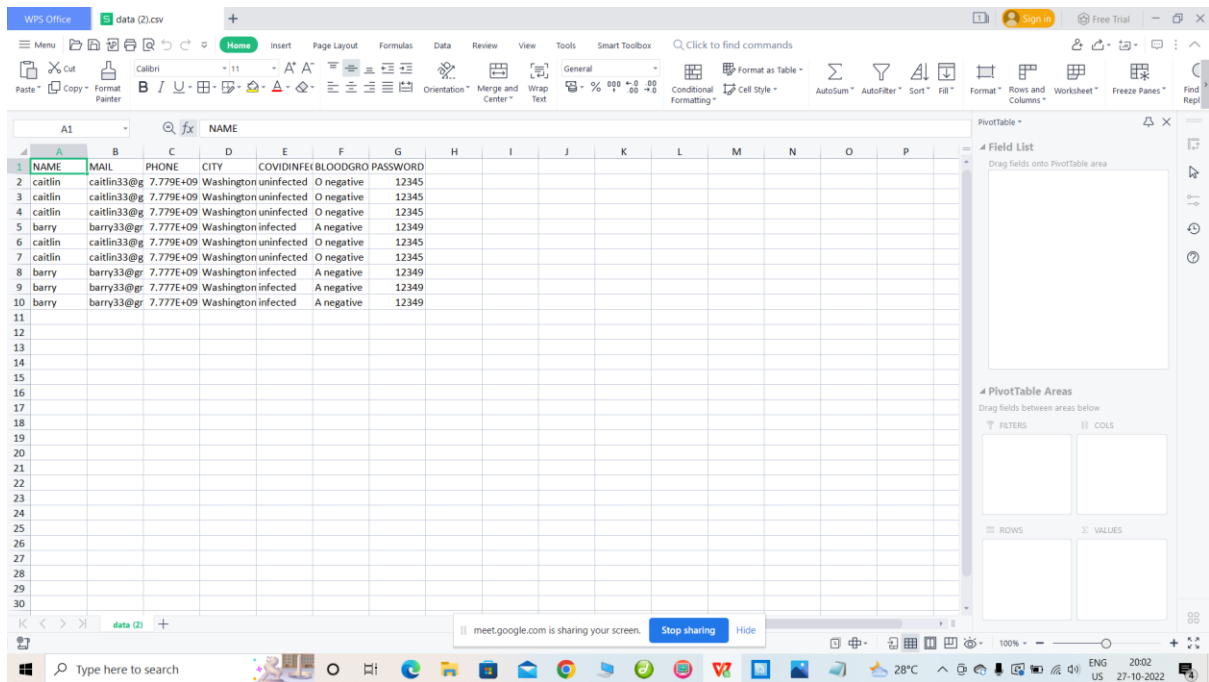 WPS Office data (2).csv + Sign in Free Trial
Menu Home Insert Page Layout Formulas Data Review View Tools Smart Toolbox Click to find commands
Cut Calibri 11 General Format as Table
Paste Copy Format Painter Orientation Merge and Center Wrap Text Conditional Formatting Cell Style AutoSum AutoFilter Sort Fill Format Rows and Columns Worksheet Freeze Panes Find Repl
A1 fx NAME PivotTable
A B C D E F G H I J K L M N O P
Field List
Drag fields onto PivotTable area
1 NAME MAIL PHONE CITY COVIDINFE BLOODGRO PASSWORD
2 caitlin caitlin33@g 7.779E+09 Washington uninfected O negative 12345
3 caitlin caitlin33@g 7.779E+09 Washington uninfected O negative 12345
4 caitlin caitlin33@g 7.779E+09 Washington uninfected O negative 12345
5 barry barry33@gr 7.777E+09 Washington infected A negative 12349
6 caitlin caitlin33@g 7.779E+09 Washington uninfected O negative 12345
7 caitlin caitlin33@g 7.779E+09 Washington uninfected O negative 12345
8 barry barry33@gr 7.777E+09 Washington infected A negative 12349
9 barry barry33@gr 7.777E+09 Washington infected A negative 12349
10 barry barry33@gr 7.777E+09 Washington infected A negative 12349
11
12
13
14
15
16
17
18
19
20
21
22
23
24
25
26
27
28
29
30
PivotTable Areas
Drag fields between areas below
FILTERS COLS
ROWS VALUES
data (2) +
meet.google.com is sharing your screen. Stop sharing Hide
100%
Type here to search 28°C ENG US 20:02 27-10-2022